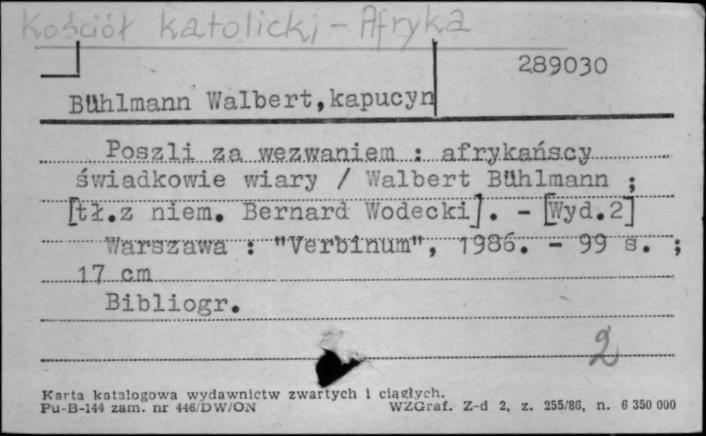 Kościół katolicki - Afryka
289030
Bühlmann Walbert,kapucyn
Poszli za wezwaniem : afrykańscy
świadkowie wiary / Walbert Bühlmann ;
[tł.z niem. Bernard Wodecki]. - [Wyd.2]
Warszawa : "Verbinum", 1986. - 99 s. ;
17 cm
Bibliogr.
2
Karta katalogowa wydawnictw zwartych i ciągłych.
Pu-B-144 zam. nr 446/DW/ON WZGraf. Z-d 2, z. 255/86, n. 6 350 000